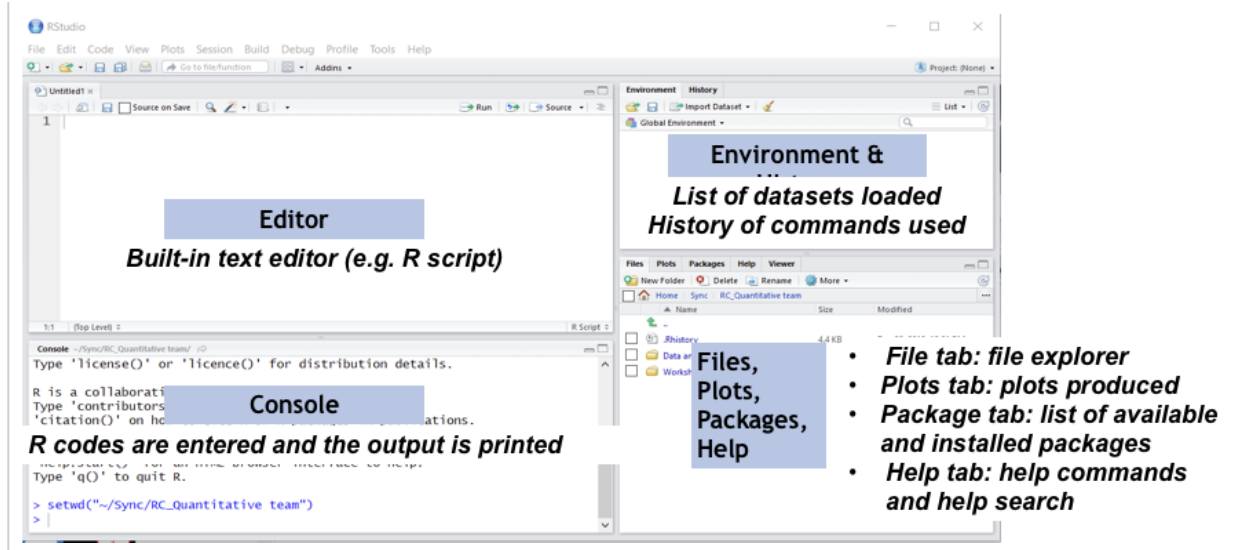 RStudio
File Edit Code View Plots Session Build Debug Profile Tools Help
Go to file/function Addins Project: (None)
Untitled1
Source on Save Run Source
1
Editor
Built-in text editor (e.g. R script)
1:1 (Top Level) R Script
Console ~/Sync/RC_Quantitative team/
Type 'license()' or 'licence()' for distribution details.
R is a collaborati
Type 'contributors
'citation()' on ho
Console
R codes are entered and the output is printed
Type 'q()' to quit R.
> setwd("~/Sync/RC_Quantitative team")
>
Environment History
Import Dataset List
Global Environment
Environment &
List of datasets loaded
History of commands used
Files Plots Packages Help Viewer
New Folder Delete Rename More
Home Sync RC_Quantitative team
Name Size Modified
..
.Rhistory 4.4 KB
Data an
Worksh
Files,
Plots,
Packages,
Help
• File tab: file explorer
• Plots tab: plots produced
• Package tab: list of available
and installed packages
• Help tab: help commands
and help search